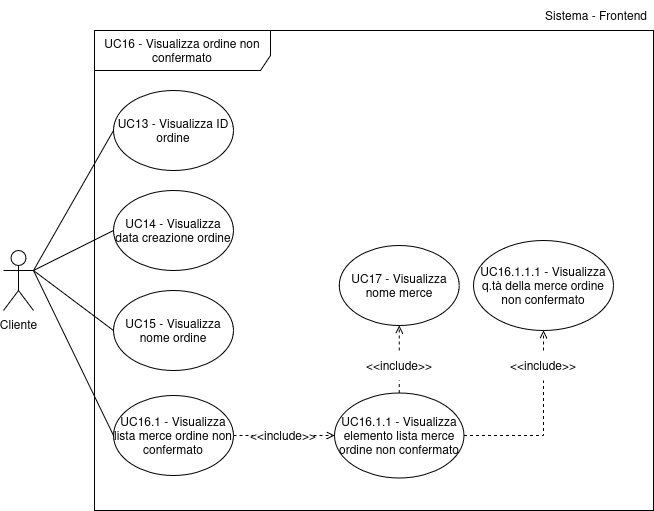 Sistema - Frontend
UC16 - Visualizza ordine non
confermato
UC13 - Visualizza ID
ordine
UC14 - Visualizza
data creazione ordine
UC15 - Visualizza
nome ordine
Cliente
UC17 - Visualizza
nome merce
UC16.1.1.1 - Visualizza
q.tà della merce ordine
non confermato
<<include>>
<<include>>
UC16.1 - Visualizza
lista merce ordine non
confermato
<<include>>
UC16.1.1 - Visualizza
elemento lista merce
ordine non confermato